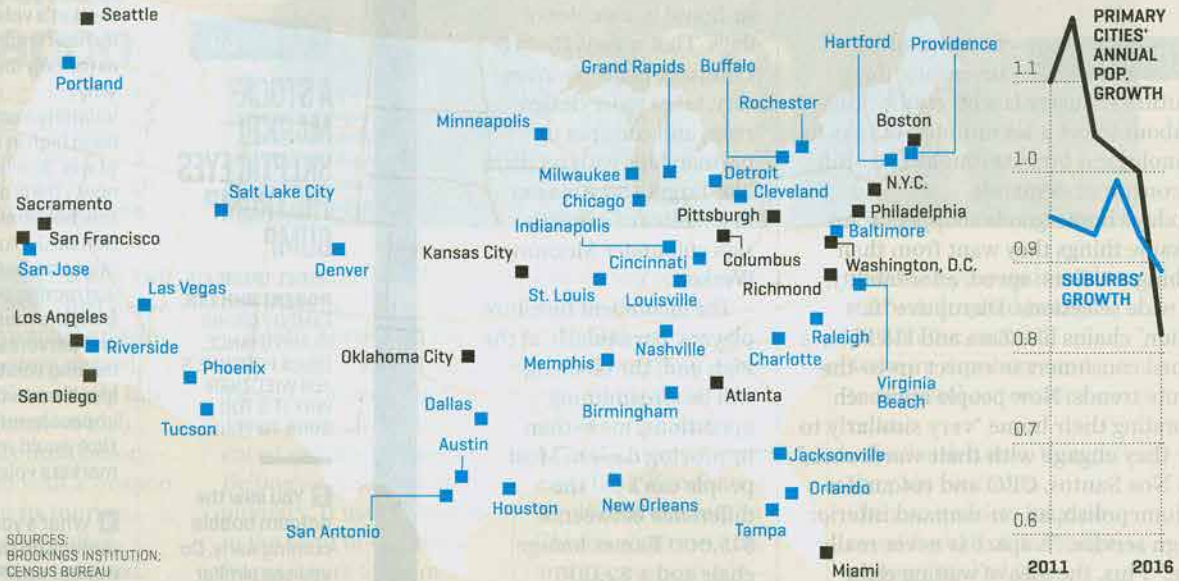 Seattle
Portland
Sacramento
San Francisco
San Jose
Salt Lake City
Denver
Las Vegas
Los Angeles
Riverside
San Diego
Phoenix
Tucson
Minneapolis
Grand Rapids
Buffalo
Rochester
Hartford
Providence
Boston
Milwaukee
Chicago
Detroit
Cleveland
N.Y.C.
Pittsburgh
Philadelphia
Baltimore
Indianapolis
Kansas City
Cincinnati
Columbus
Washington, D.C.
St. Louis
Louisville
Richmond
Oklahoma City
Memphis
Nashville
Charlotte
Raleigh
Virginia
Beach
Birmingham
Atlanta
Dallas
Austin
San Antonio
Houston
New Orleans
Jacksonville
Orlando
Tampa
Miami
PRIMARY
CITIES'
ANNUAL
POP.
GROWTH
SUBURBS'
GROWTH
1.1
1.0
0.9
0.8
0.7
0.6
2011 2016
SOURCES:
BROOKINGS INSTITUTION;
CENSUS BUREAU